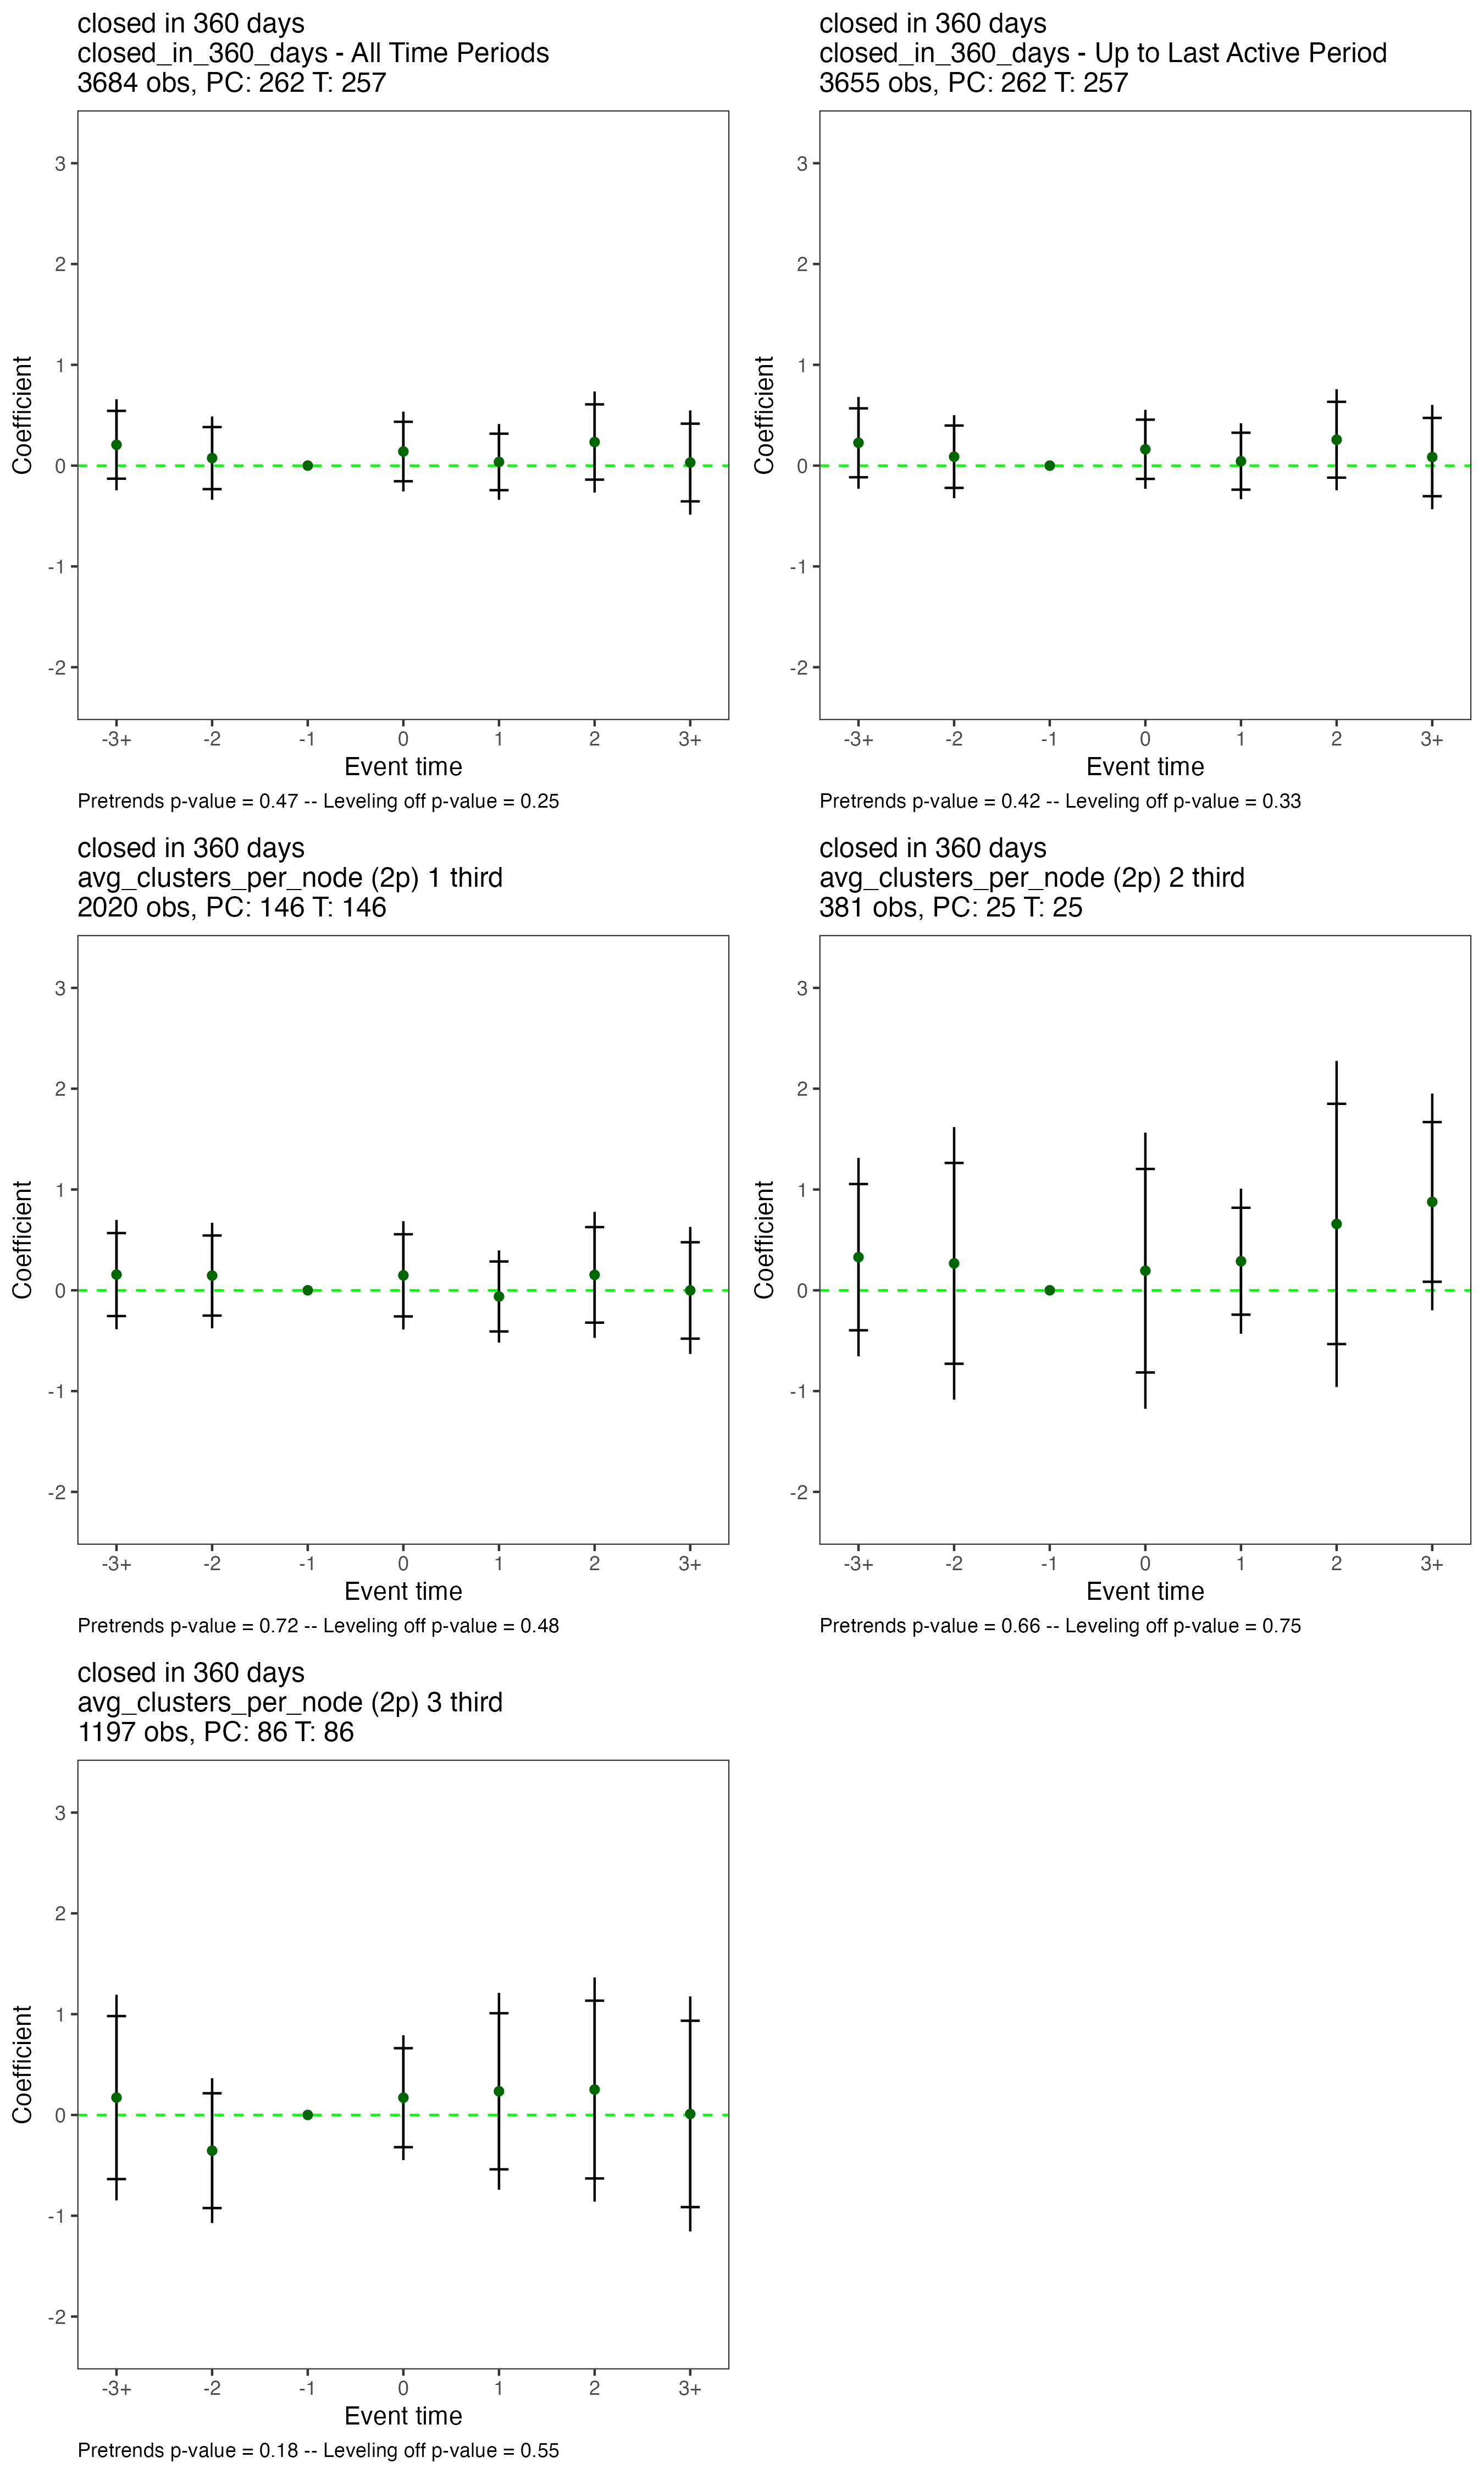 closed in 360 days
closed_in_360_days - All Time Periods
3684 obs, PC: 262 T: 257
Coefficient
3
2
1
0
-1
-2
-3+
-2
-1
0
1
2
3+
Event time
Pretrends p-value = 0.47 -- Leveling off p-value = 0.25
closed in 360 days
closed_in_360_days - Up to Last Active Period
3655 obs, PC: 262 T: 257
Coefficient
3
2
1
0
-1
-2
-3+
-2
-1
0
1
2
3+
Event time
Pretrends p-value = 0.42 -- Leveling off p-value = 0.33
closed in 360 days
avg_clusters_per_node (2p) 1 third
2020 obs, PC: 146 T: 146
Coefficient
3
2
1
0
-1
-2
-3+
-2
-1
0
1
2
3+
Event time
Pretrends p-value = 0.72 -- Leveling off p-value = 0.48
closed in 360 days
avg_clusters_per_node (2p) 2 third
381 obs, PC: 25 T: 25
Coefficient
3
2
1
0
-1
-2
-3+
-2
-1
0
1
2
3+
Event time
Pretrends p-value = 0.66 -- Leveling off p-value = 0.75
closed in 360 days
avg_clusters_per_node (2p) 3 third
1197 obs, PC: 86 T: 86
Coefficient
3
2
1
0
-1
-2
-3+
-2
-1
0
1
2
3+
Event time
Pretrends p-value = 0.18 -- Leveling off p-value = 0.55